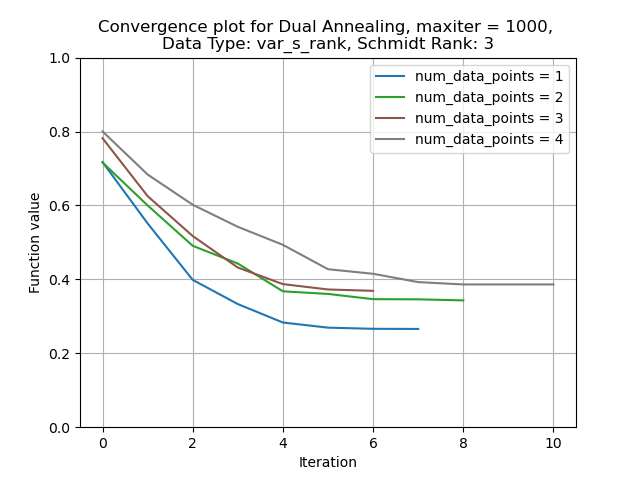 Convergence plot for Dual Annealing, maxiter = 1000,
Data Type: var_s_rank, Schmidt Rank: 3
num_data_points = 1
num_data_points = 2
num_data_points = 3
num_data_points = 4
Function value
1.0
0.8
0.6
0.4
0.2
0.0
0 2 4 6 8 10
Iteration